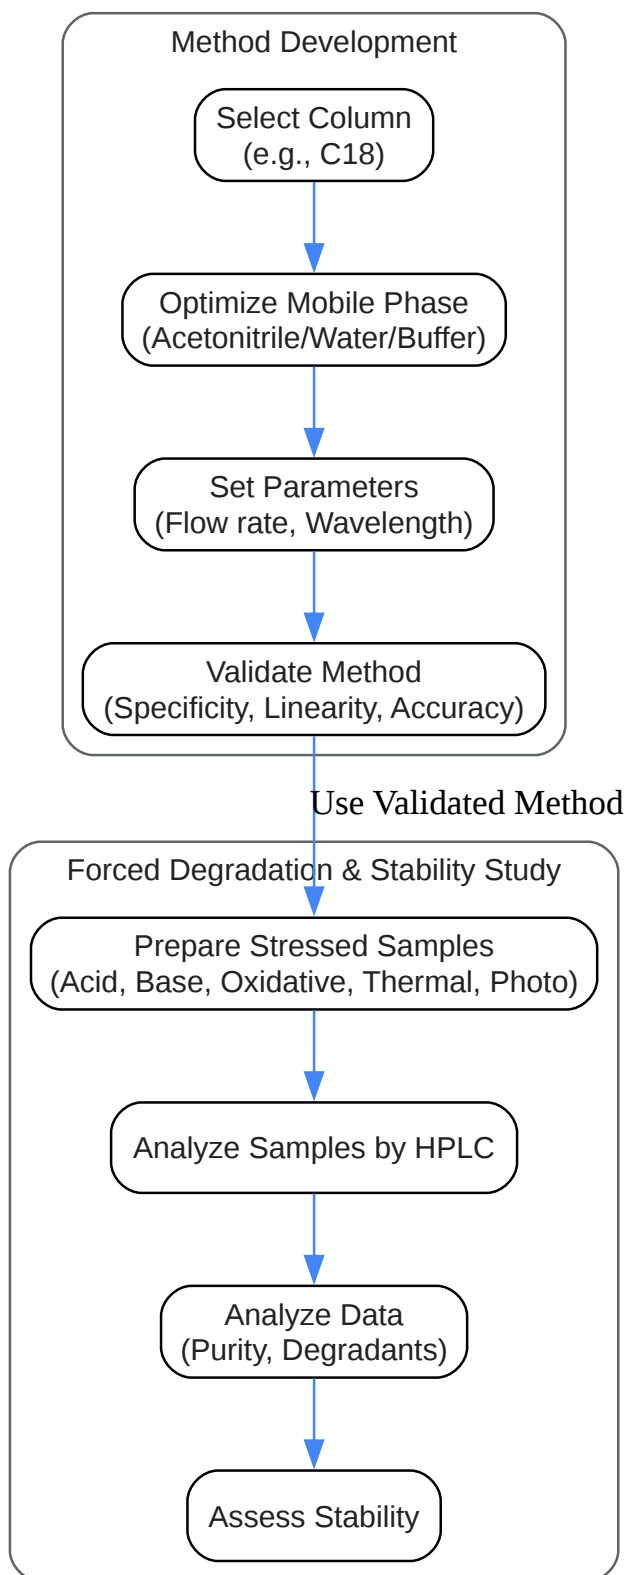 Method Development
Select Column
(e.g., C18)
Optimize Mobile Phase
(Acetonitrile/Water/Buffer)
Set Parameters
(Flow rate, Wavelength)
Validate Method
(Specificity, Linearity, Accuracy)
Use Validated Method
Forced Degradation & Stability Study
Prepare Stressed Samples
(Acid, Base, Oxidative, Thermal, Photo)
Analyze Samples by HPLC
Analyze Data
(Purity, Degradants)
Assess Stability